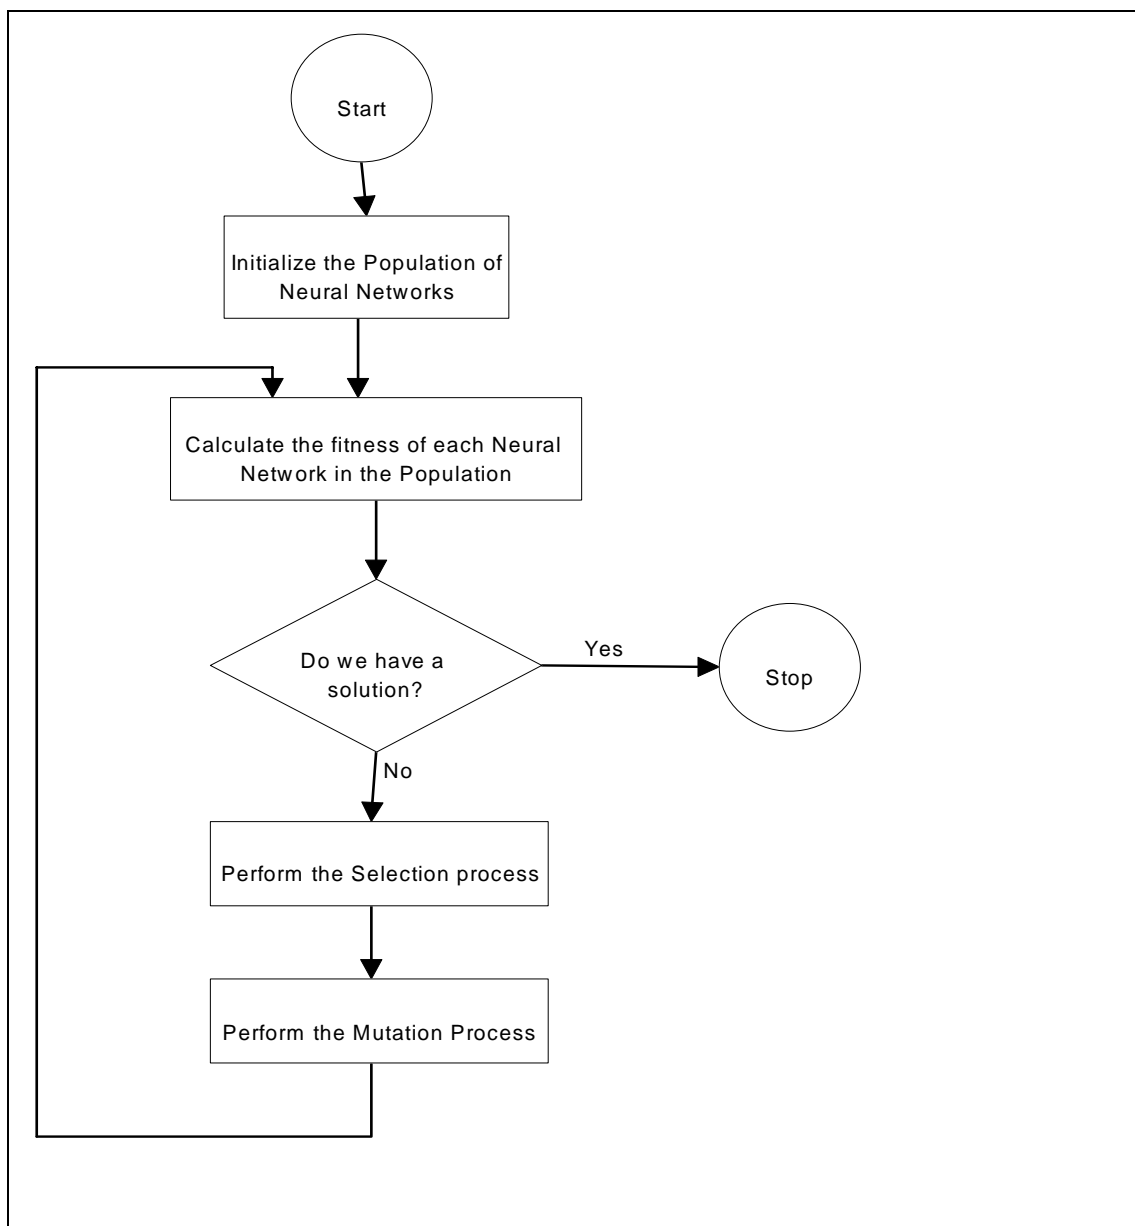 Start
Initialize the Population of
Neural Networks
Calculate the fitness of each Neural
Network in the Population
Do we have a
solution?
Yes
Stop
No
Perform the Selection process
Perform the Mutation Process